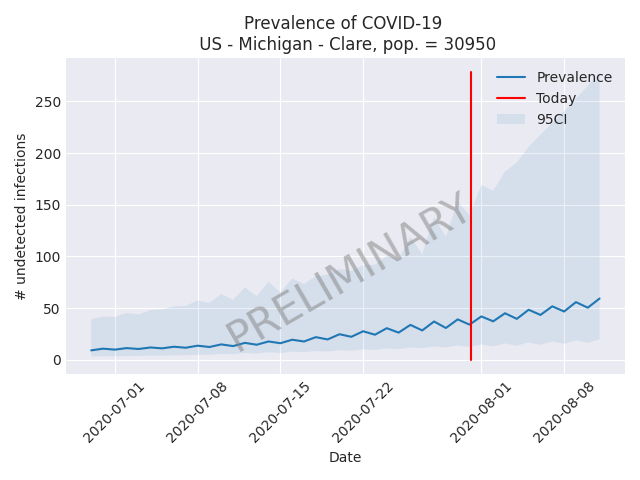 Prevalence of COVID-19
US - Michigan - Clare, pop. = 30950
# undetected infections
250
200
150
100
50
0
Prevalence
Today
95CI
PRELIMINARY
2020-07-01
2020-07-08
2020-07-15
2020-07-22
2020-08-01
2020-08-08
Date